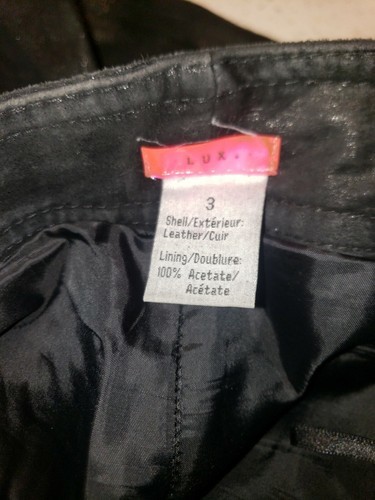 LUX.
3
Shell/Extérieur:
Leather/Cuir
Lining/Doublure:
100% Acetate/
Acétate